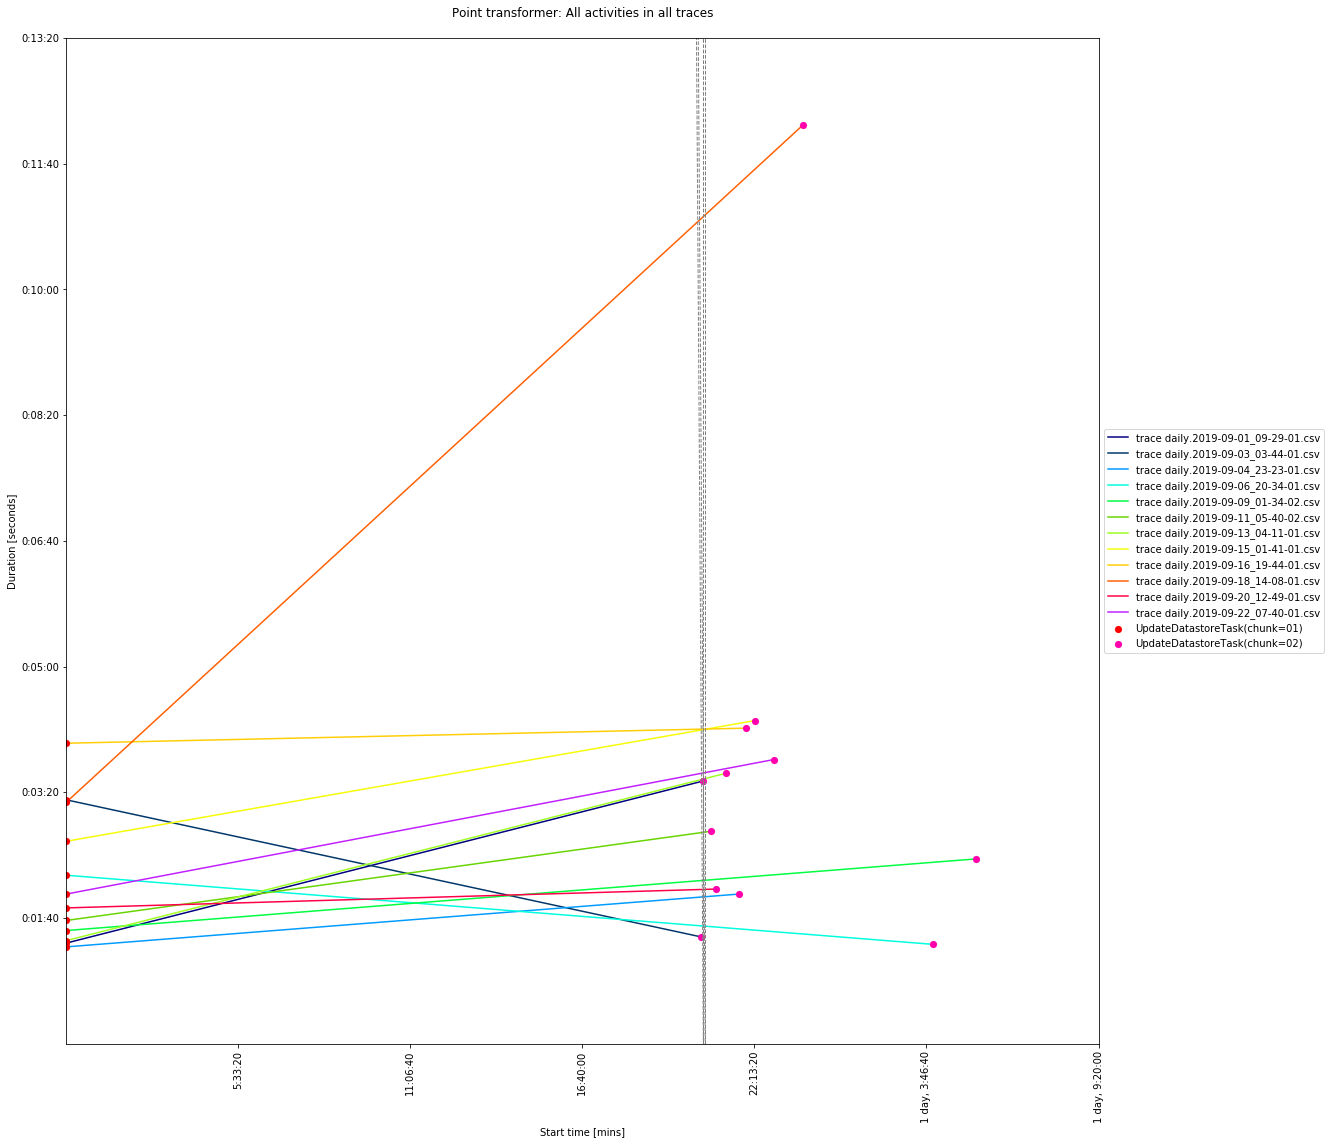 Point transformer: All activities in all traces
0:13:20
0:11:40
0:10:00
0:08:20
0:06:40
0:05:00
0:03:20
0:01:40
Duration [seconds]
5:33:20
11:06:40
16:40:00
22:13:20
1 day, 3:46:40
1 day, 9:20:00
Start time [mins]
trace daily.2019-09-01_09-29-01.csv
trace daily.2019-09-03_03-44-01.csv
trace daily.2019-09-04_23-23-01.csv
trace daily.2019-09-06_20-34-01.csv
trace daily.2019-09-09_01-34-02.csv
trace daily.2019-09-11_05-40-02.csv
trace daily.2019-09-13_04-11-01.csv
trace daily.2019-09-15_01-41-01.csv
trace daily.2019-09-16_19-44-01.csv
trace daily.2019-09-18_14-08-01.csv
trace daily.2019-09-20_12-49-01.csv
trace daily.2019-09-22_07-40-01.csv
UpdateDatastoreTask(chunk=01)
UpdateDatastoreTask(chunk=02)